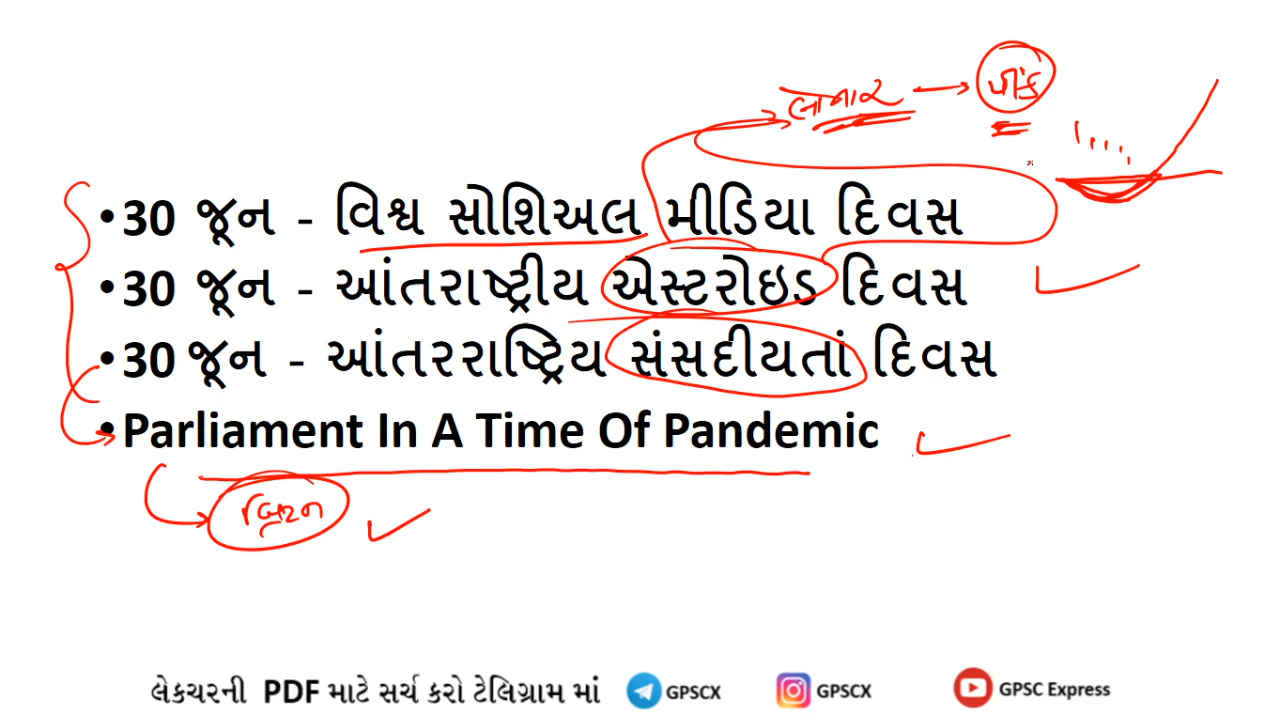 લોનાર → પીંક
• 30 જૂન - વિશ્વ સોશિઅલ મીડિયા દિવસ
• 30 જૂન - આંતરાષ્ટ્રીય એસ્ટરોઇડ દિવસ
• 30 જૂન - આંતરરાષ્ટ્રિય સંસદીયતાં દિવસ
• Parliament In A Time Of Pandemic
લેકચરની PDF માટે સર્ચ કરો ટેલિગ્રામ માં GPSCX GPSCX GPSC Express